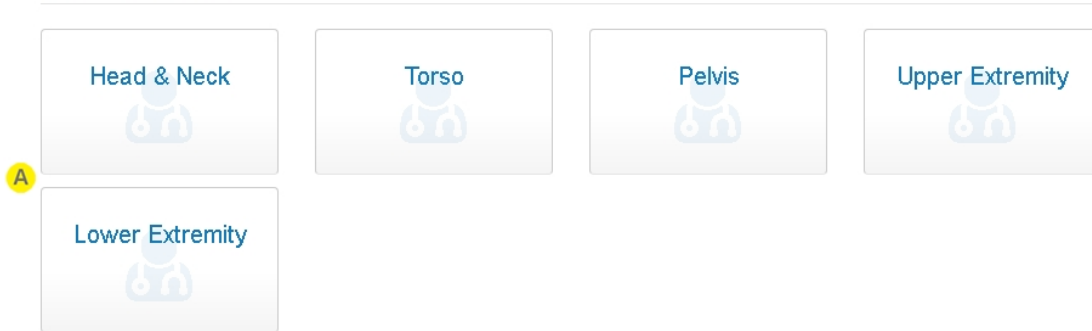 Head & Neck
Torso
Pelvis
Upper Extremity
A
Lower Extremity